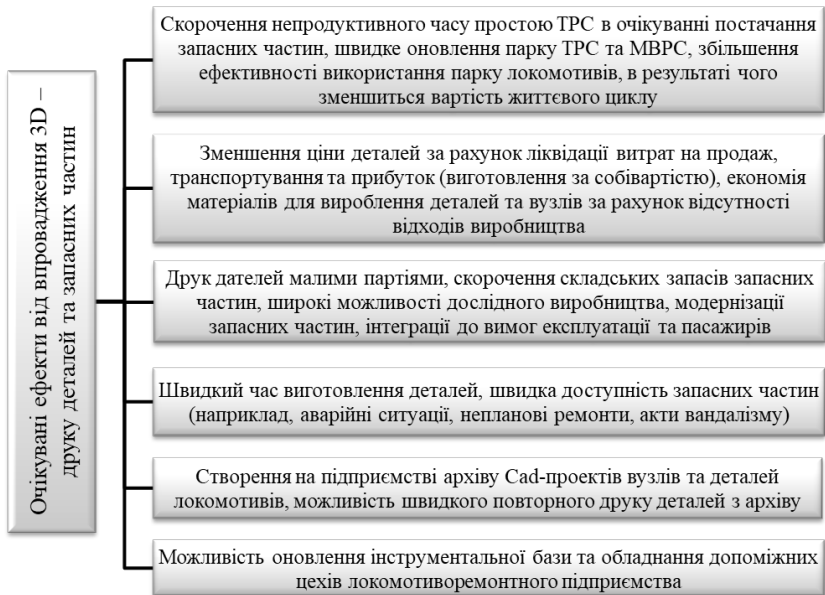 Очікувані ефекти від впровадження 3D –
друку деталей та запасних частин
Скорочення непродуктивного часу простою ТРС в очікуванні постачання
запасних частин, швидке оновлення парку ТРС та МВРС, збільшення
ефективності використання парку локомотивів, в результаті чого
зменшиться вартість життєвого циклу
Зменшення ціни деталей за рахунок ліквідації витрат на продаж,
транспортування та прибуток (виготовлення за собівартістю), економія
матеріалів для вироблення деталей та вузлів за рахунок відсутності
відходів виробництва
Друк дателей малими партіями, скорочення складських запасів запасних
частин, широкі можливості дослідного виробництва, модернізації
запасних частин, інтеграції до вимог експлуатації та пасажирів
Швидкий час виготовлення деталей, швидка доступність запасних частин
(наприклад, аварійні ситуації, непланові ремонти, акти вандалізму)
Створення на підприємстві архіву Cad-проектів вузлів та деталей
локомотивів, можливість швидкого повторного друку деталей з архіву
Можливість оновлення інструментальної бази та обладнання допоміжних
цехів локомотиворемонтного підприємства